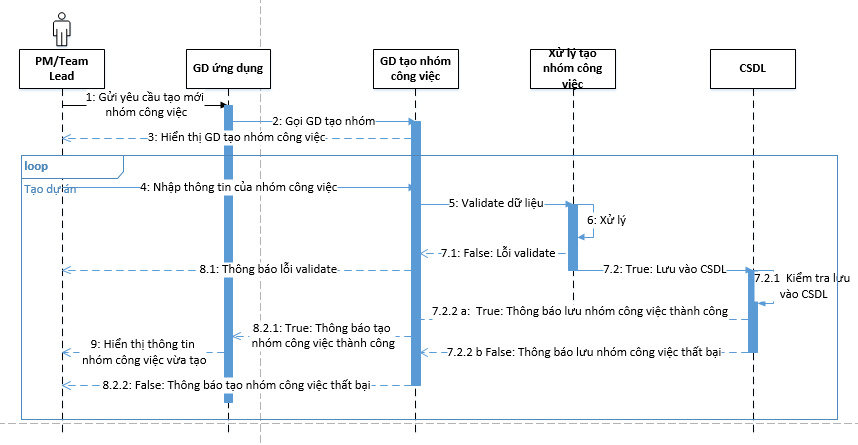 PM/Team
Lead
GD ứng dụng
GD tạo nhóm
công việc
Xử lý tạo
nhóm công
việc
CSDL
1: Gửi yêu cầu tạo mới
nhóm công việc
2: Gọi GD tạo nhóm
3: Hiển thị GD tạo nhóm công việc
loop
Tạo dự án
4: Nhập thông tin của nhóm công việc
5: Validate dữ liệu
6: Xử lý
7.1: False: Lỗi validate
8.1: Thông báo lỗi validate
7.2: True: Lưu vào CSDL
7.2.1 Kiểm tra lưu
vào CSDL
7.2.2 a: True: Thông báo lưu nhóm công việc thành công
8.2.1: True: Thông báo tạo
nhóm công việc thành công
9: Hiển thị thông tin
nhóm công việc vừa tạo
7.2.2 b False: Thông báo lưu nhóm công việc thất bại
8.2.2: False: Thông báo tạo nhóm công việc thất bại